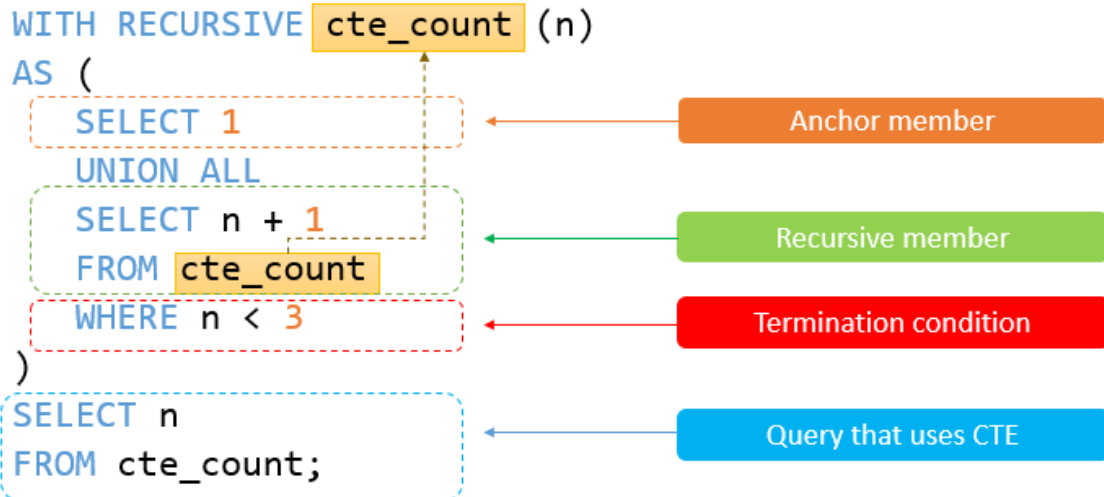 WITH RECURSIVE cte_count (n)
AS (
SELECT 1
Anchor member
UNION ALL
SELECT n + 1
Recursive member
FROM cte_count
WHERE n < 3
Termination condition
)
SELECT n
Query that uses CTE
FROM cte_count;